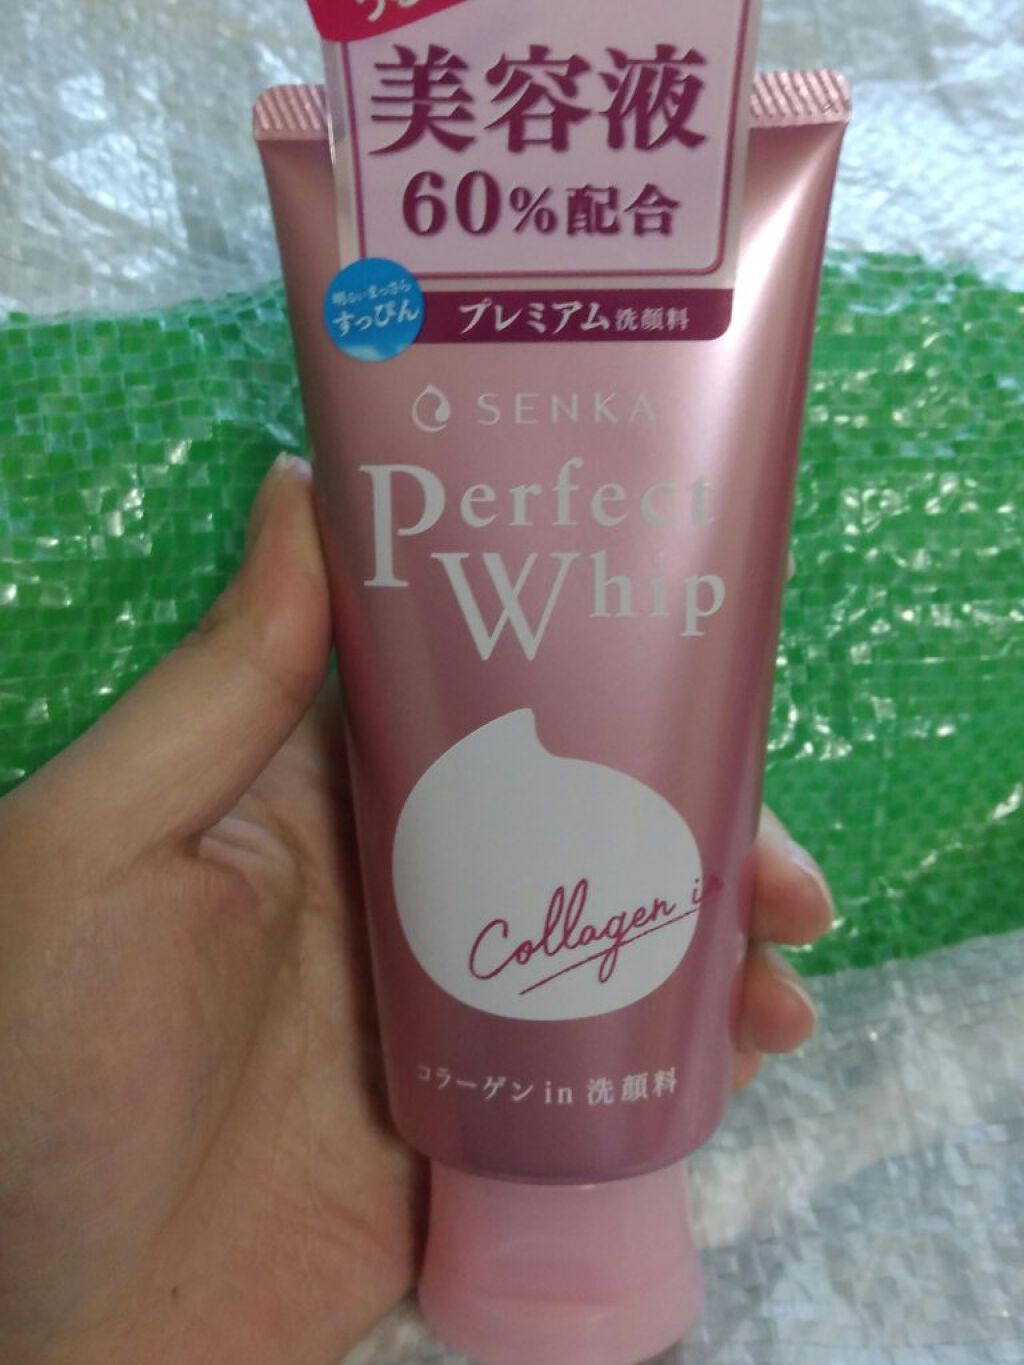 美容液
60%配合
明るいまっさら
すっぴん
プレミアム洗顔料
SENKA
Perfect
Whip
Collagen in
コラーゲン in 洗顔料